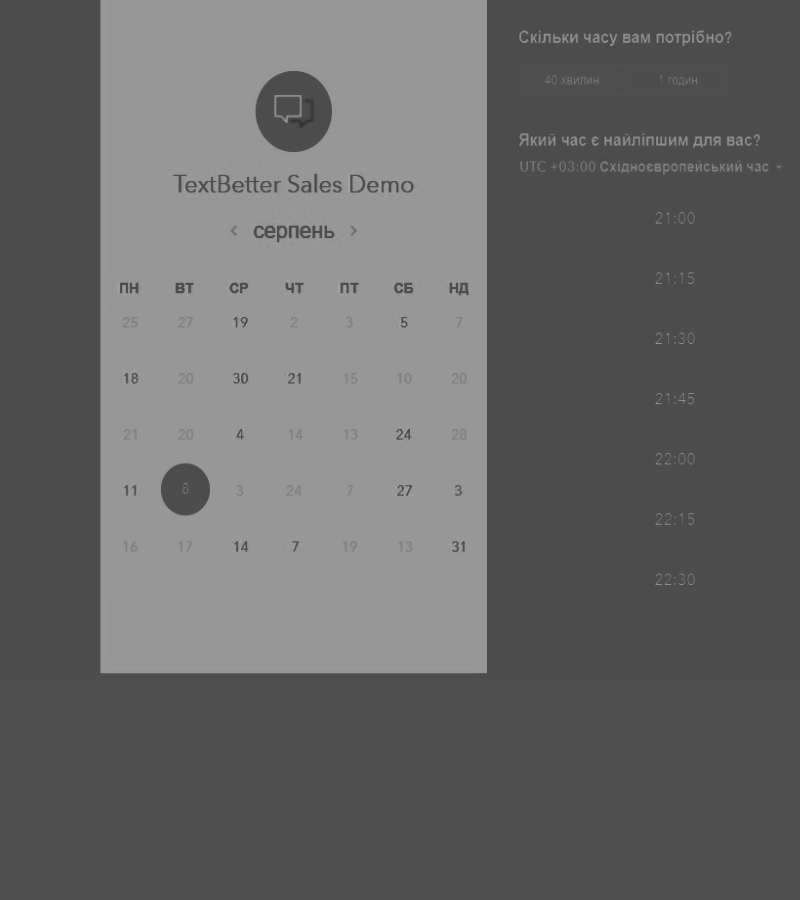 TextBetter Sales Demo
‹ серпень ›
ПН ВТ СР ЧТ ПТ СБ НД
25 27 19 2 3 5 7
18 20 30 21 15 10 20
21 20 4 14 13 24 28
11 8 3 24 7 27 3
16 17 14 7 19 13 31
Скільки часу вам потрібно?
40 хвилин 1 годин
Який час є найліпшим для вас?
UTC +03:00 Східноєвропейський час
21:00
21:15
21:30
21:45
22:00
22:15
22:30